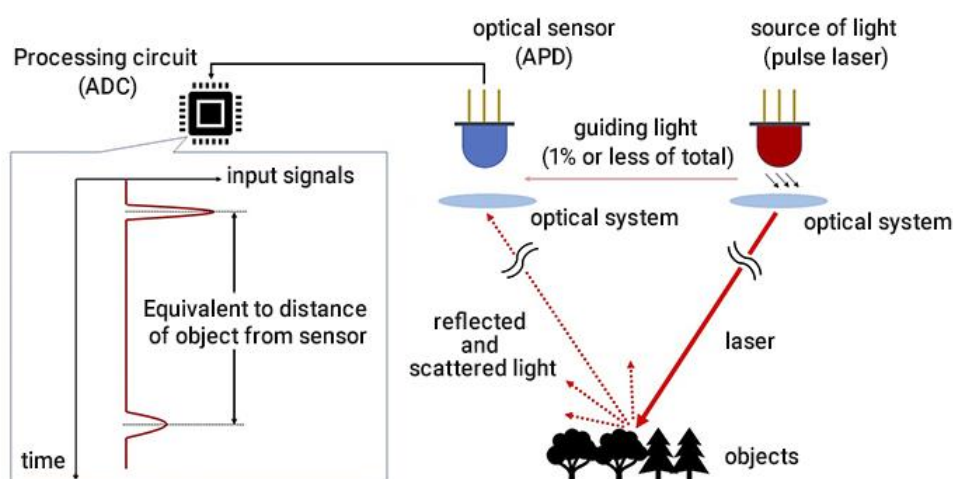 Processing circuit
(ADC)
optical sensor
(APD)
source of light
(pulse laser)
guiding light
(1% or less of total)
input signals
optical system
optical system
Equivalent to distance
of object from sensor
reflected
and
scattered light
laser
time
objects